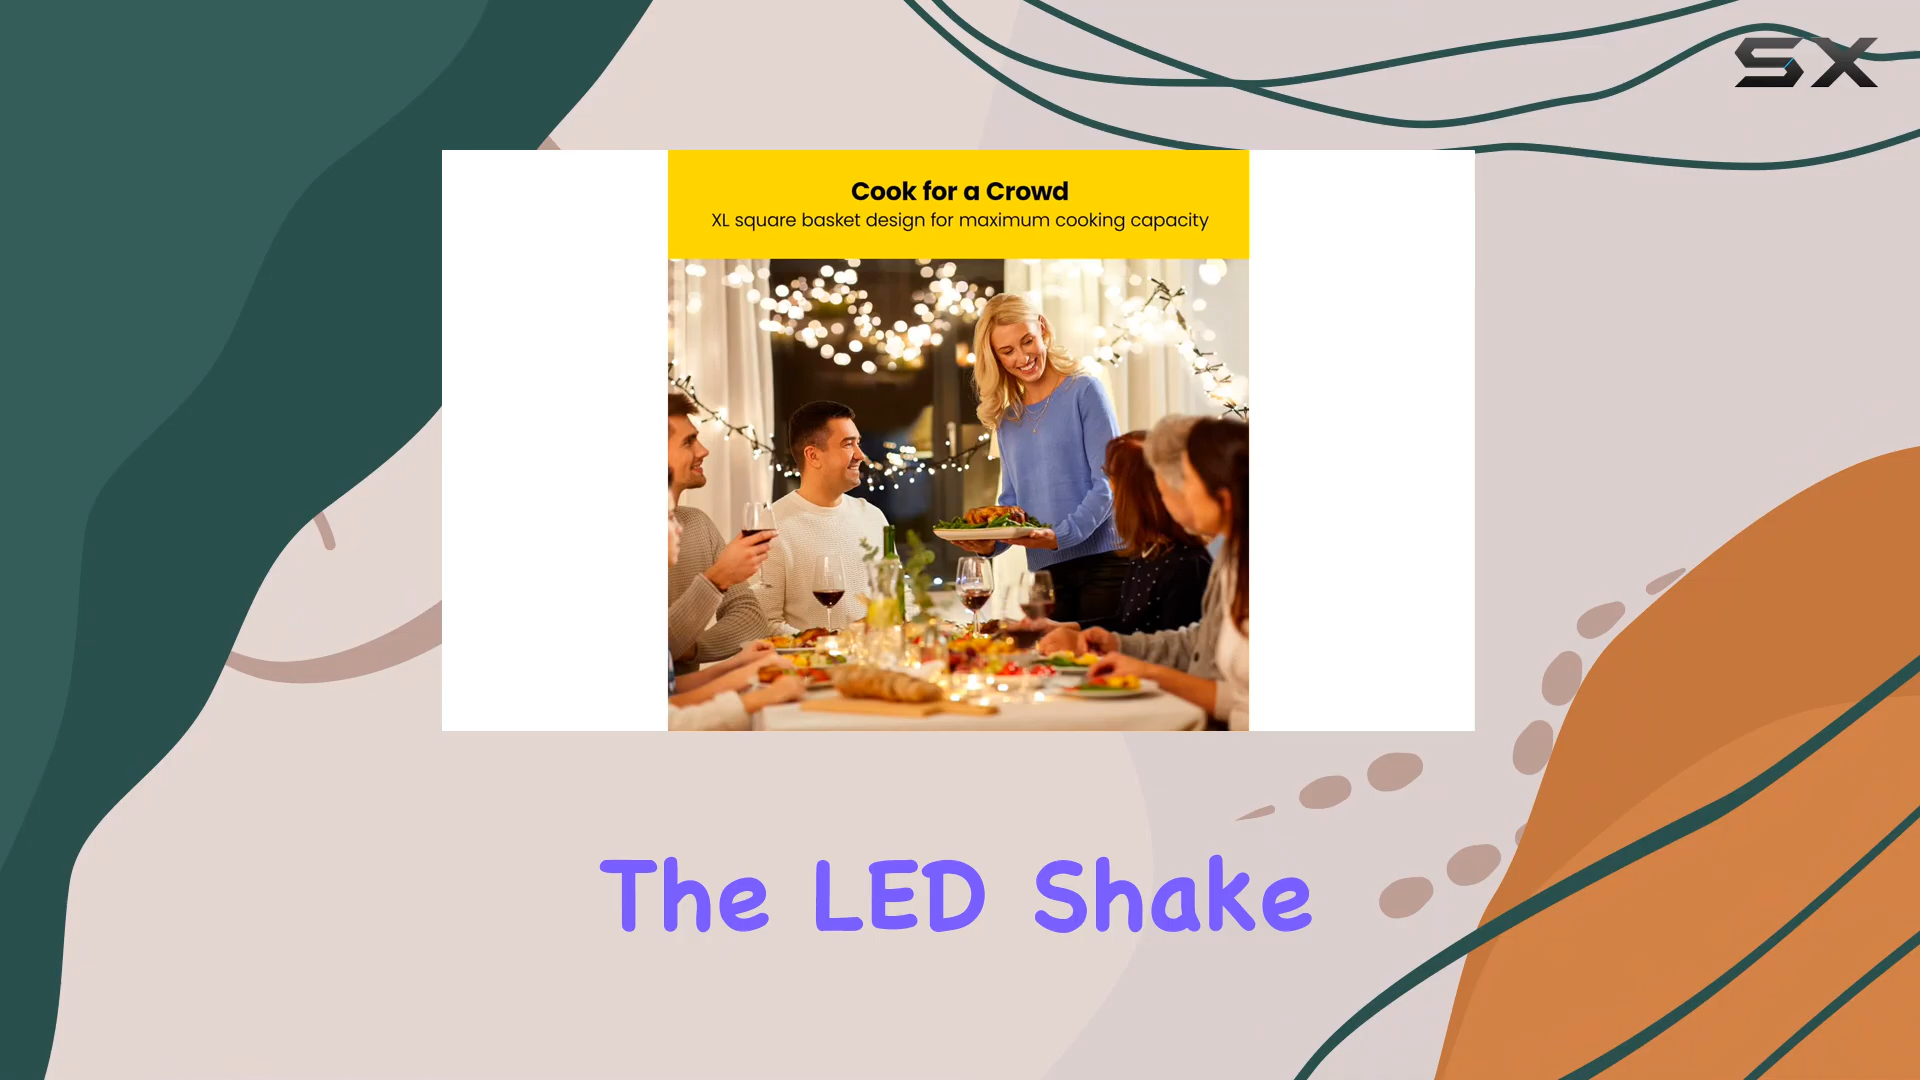 SX
Cook for a Crowd
XL square basket design for maximum cooking capacity
The LED Shake